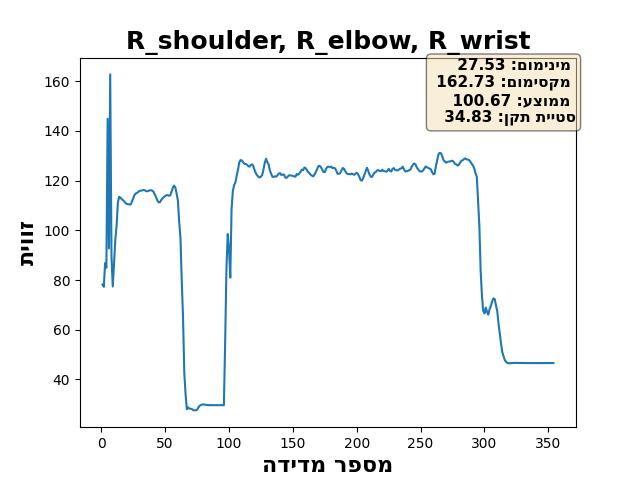 R_shoulder, R_elbow, R_wrist
מינימום: 27.53
מקסימום: 162.73
ממוצע: 100.67
סטיית תקן: 34.83
זווית
160
140
120
100
80
60
40
0 50 100 150 200 250 300 350
מספר מדידה